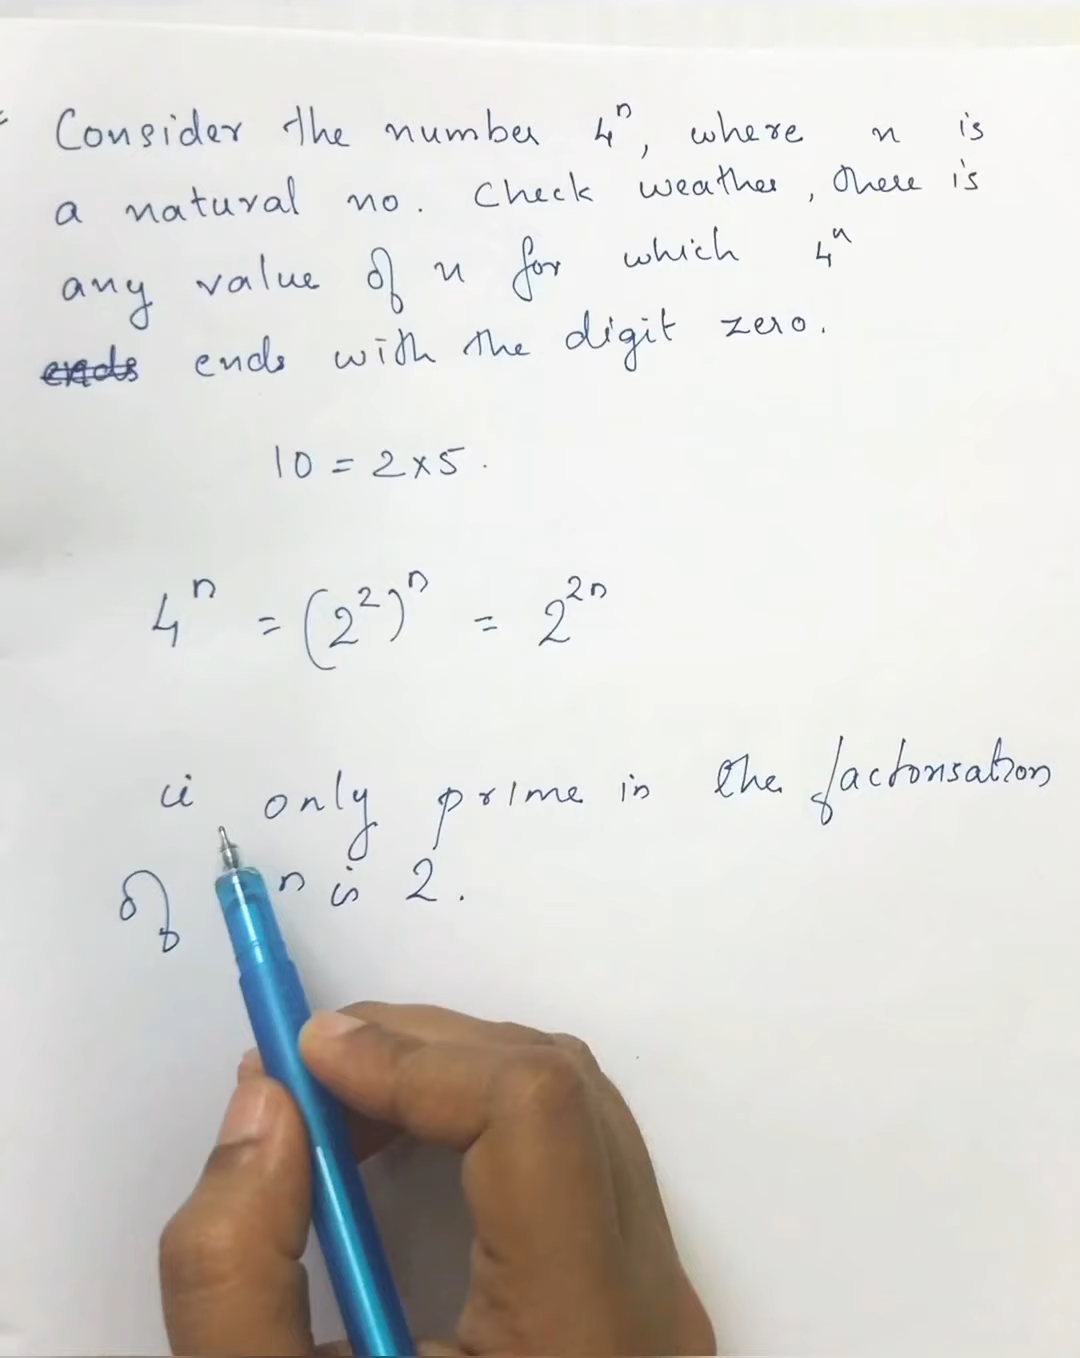 Consider the number 4ⁿ, where n is
a natural no. Check weather, there is
any value of n for which 4ⁿ
ends ends with the digit zero.
10 = 2×5.
4ⁿ = (2²)ⁿ = 2²ⁿ
ie only prime in the factorisation
of n is 2.